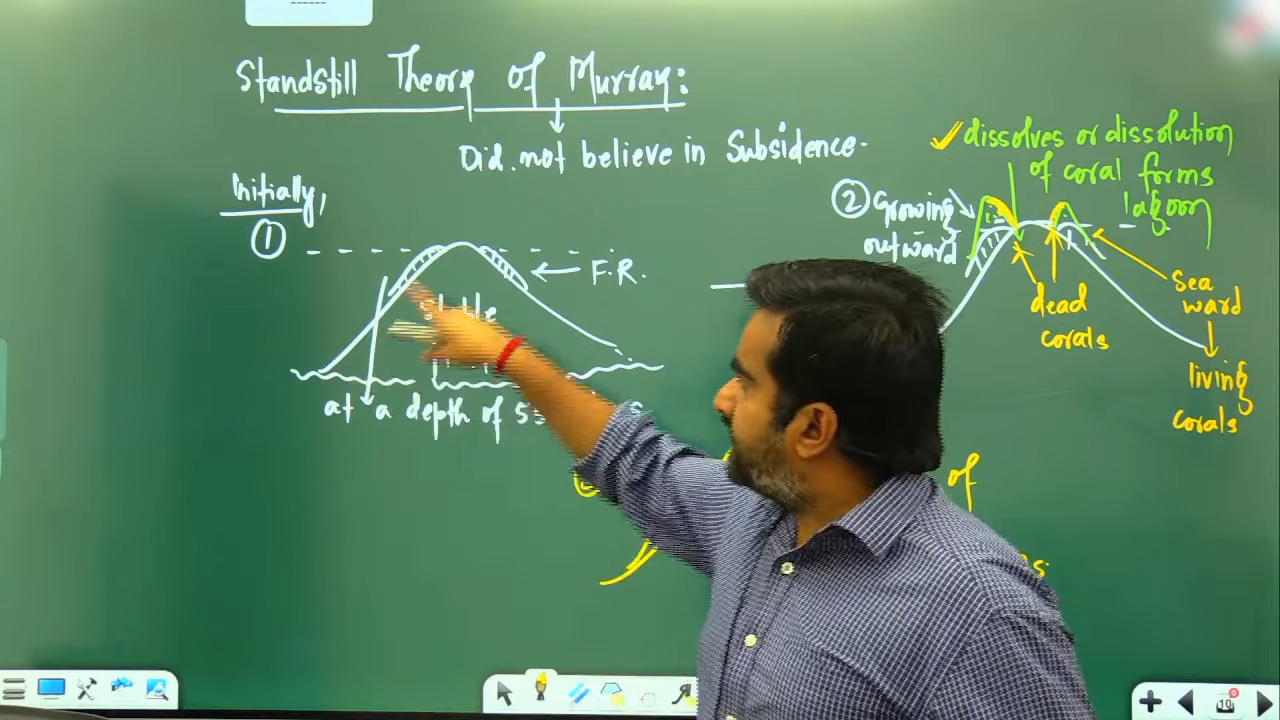 Standstill Theory of Murray:
Did not believe in Subsidence.
Initially,
①
F.R.
at a depth of
② Growing
outward
✓ dissolves or dissolution
of coral forms
lagoon
dead
corals
Sea
ward
living
corals
of
10